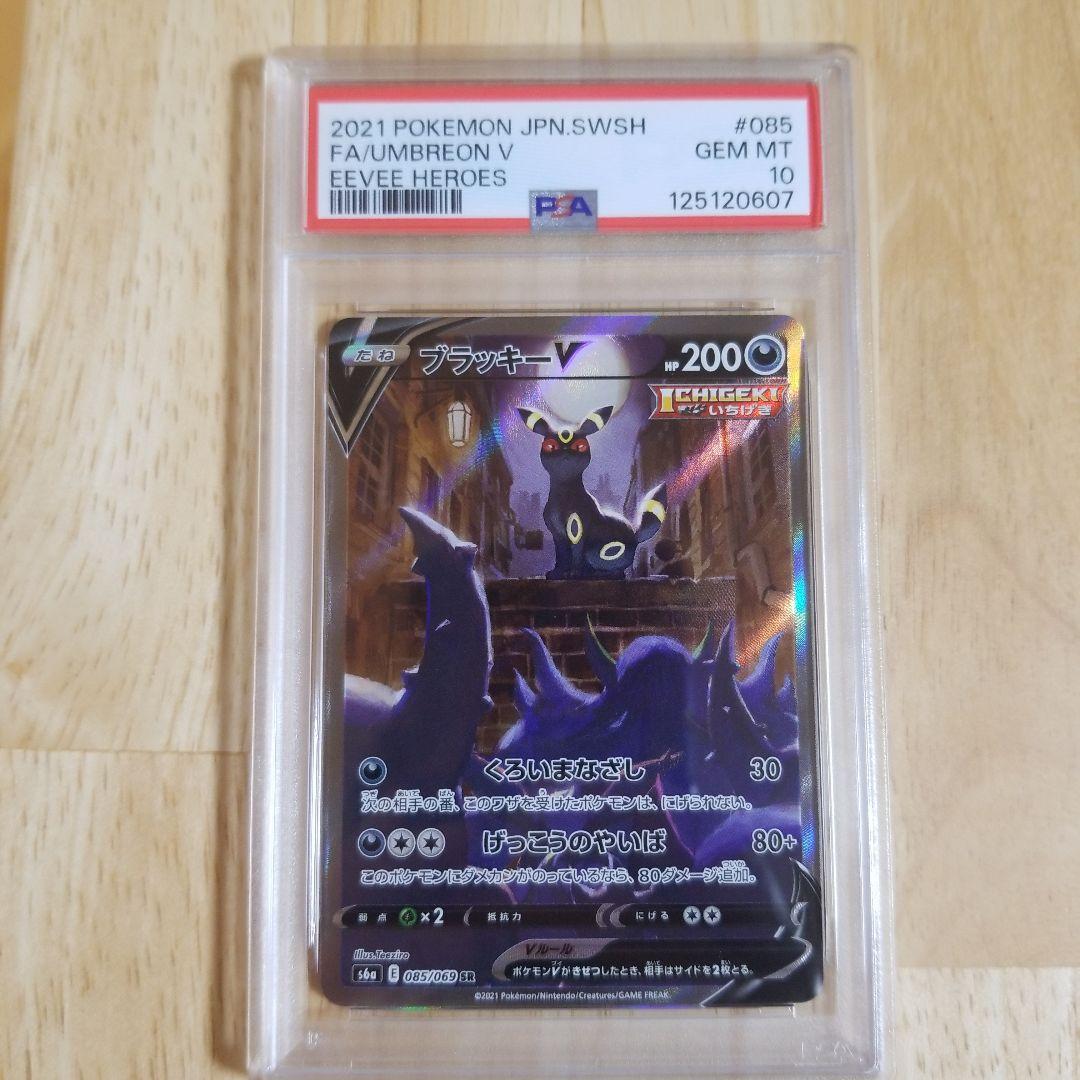 2021 POKEMON JPN.SWSH #085
FA/UMBREON V GEM MT
EEVEE HEROES 10
PSA 125120607
たね ブラッキーV HP 200
ICHIGEKI
いちげき
くろいまなざし 30
次の相手の番、このワザを受けたポケモンは、にげられない。
げっこうのやいば 80+
このポケモンにダメカンがのっているなら、80ダメージ追加。
弱点 ×2 抵抗力 にげる
Vルール
ポケモンVがきぜつしたとき、相手はサイドを2枚とる。
Illus.Teeziro
s6a E 085/069 SR
©2021 Pokémon/Nintendo/Creatures/GAME FREAK.